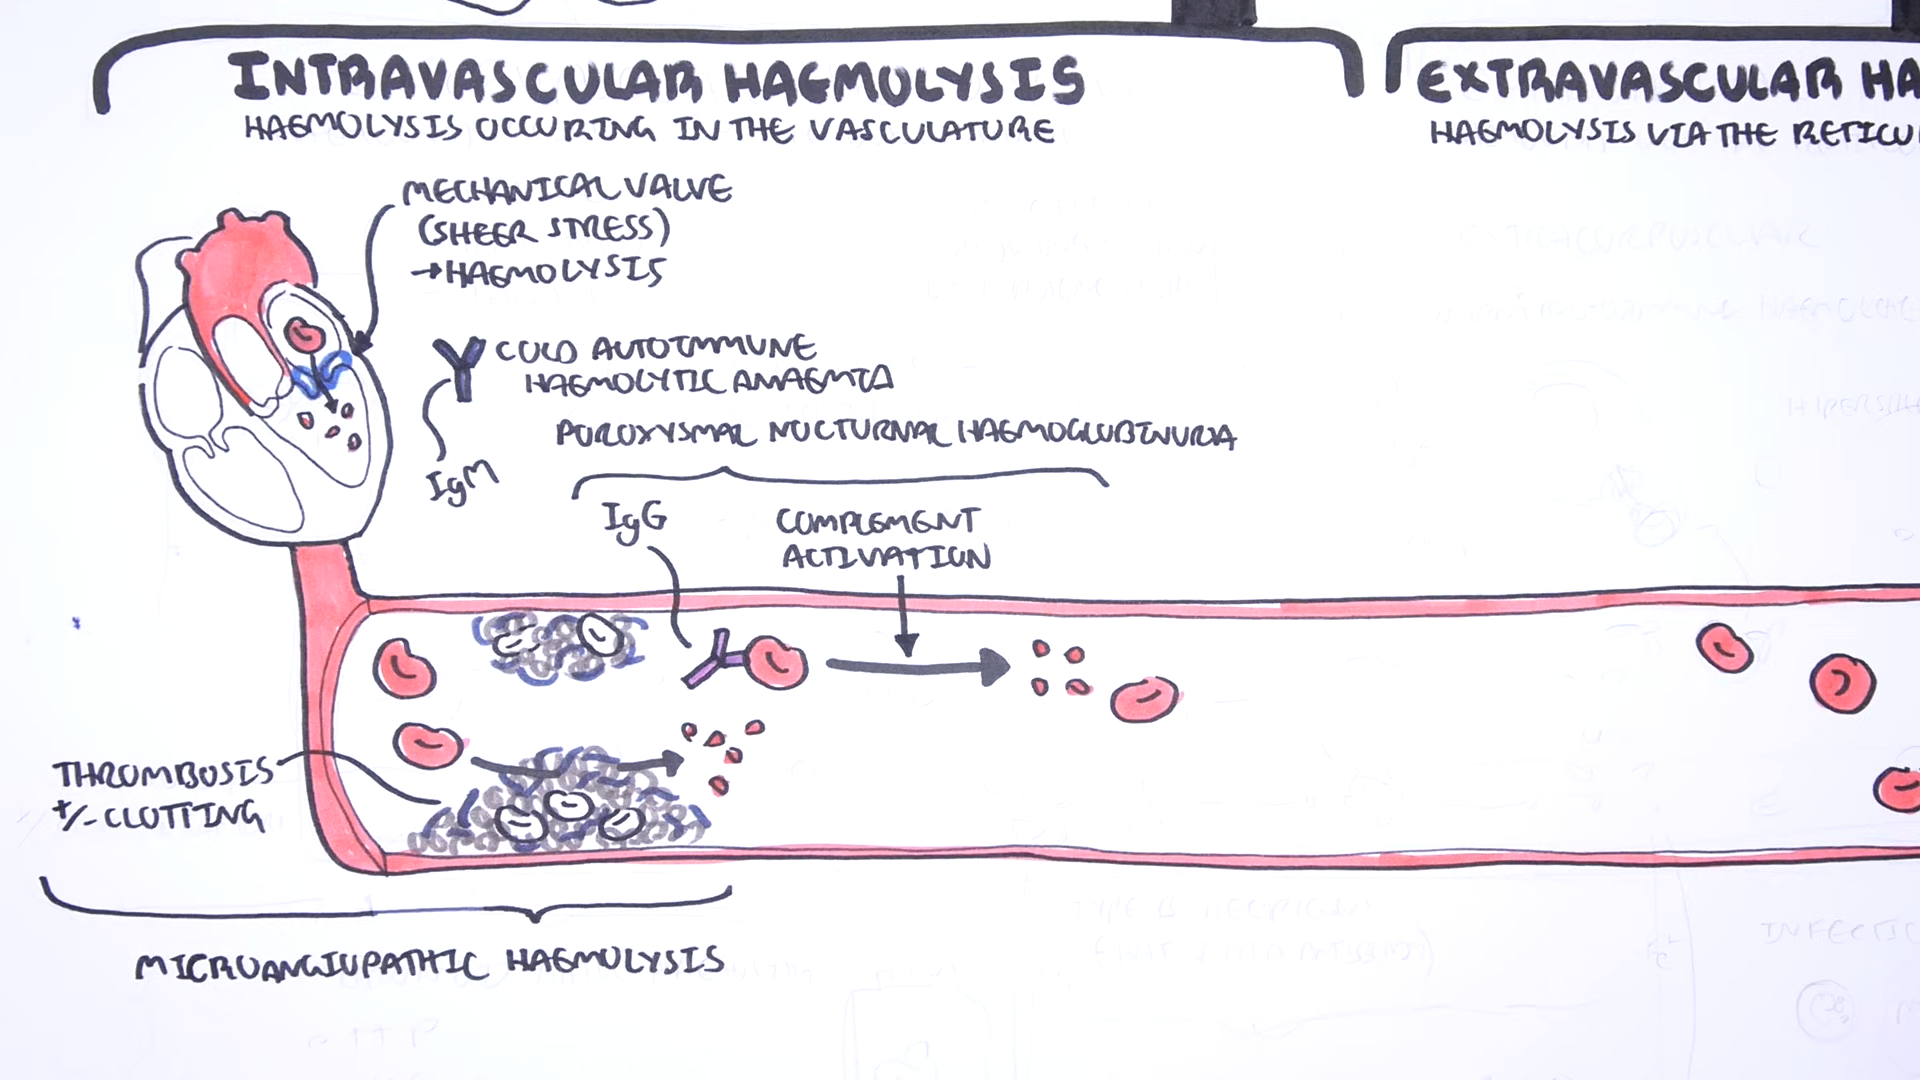 INTRAVASCULAR HAEMOLYSIS
HAEMOLYSIS OCCURING IN THE VASCULATURE
MECHANICAL VALVE
(SHEER STRESS)
→HAEMOLYSIS
COLD AUTOIMMUNE
HAEMOLYTIC ANAEMIA
IgM
POROXYSMAL NOCTURNAL HAEMOGLOBINURIA
IgG
COMPLEMENT
ACTIVATION
THROMBOSIS
+/- CLOTTING
MICROANGIOPATHIC HAEMOLYSIS
EXTRAVASCULAR HA
HAEMOLYSIS VIA THE RETICU